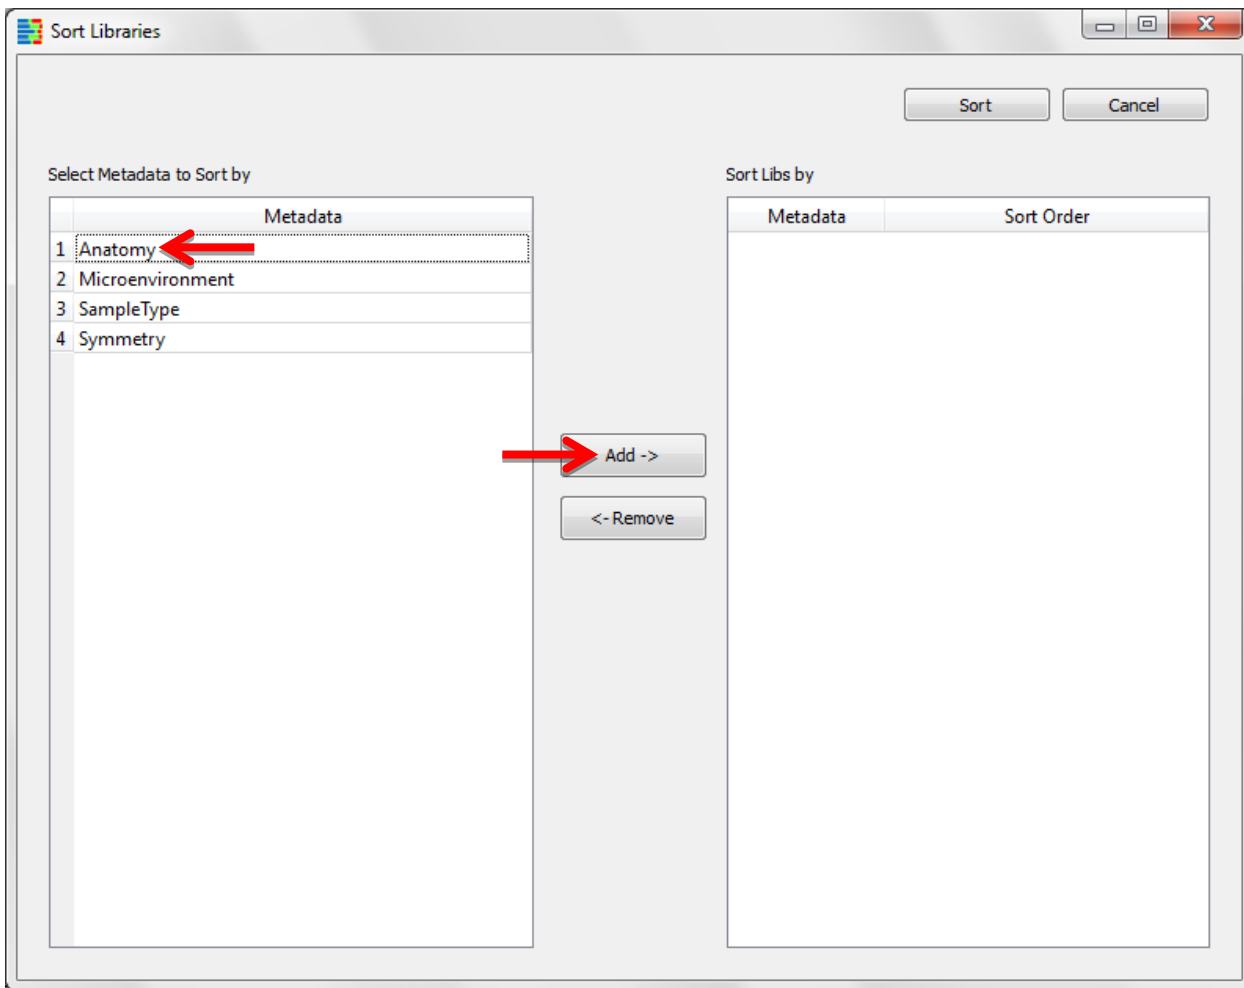 Sort Libraries
Sort Cancel
Select Metadata to Sort by
Metadata
1 Anatomy
2 Microenvironment
3 SampleType
4 Symmetry
Add ->
<- Remove
Sort Libs by
Metadata Sort Order